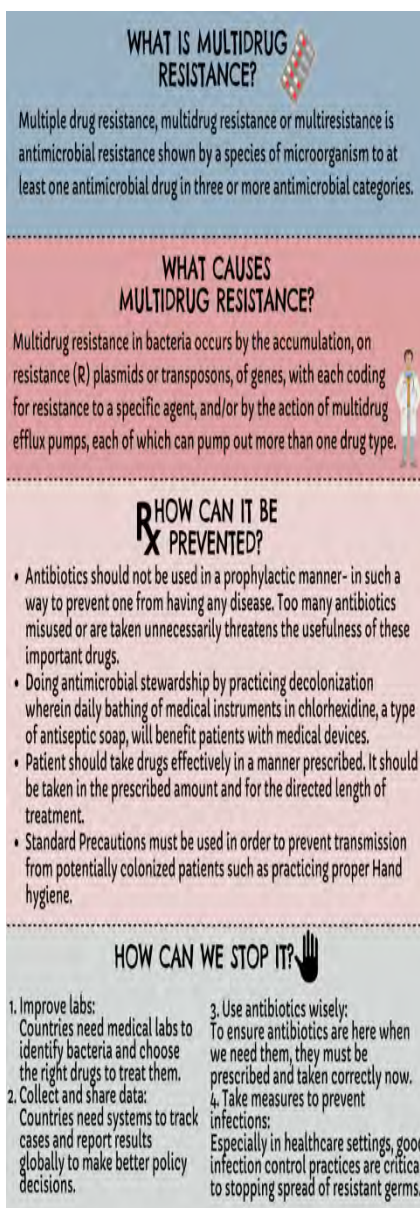 WHAT IS MULTIDRUG
RESISTANCE?
Multiple drug resistance, multidrug resistance or multiresistance is
antimicrobial resistance shown by a species of microorganism to at
least one antimicrobial drug in three or more antimicrobial categories.
WHAT CAUSES
MULTIDRUG RESISTANCE?
Multidrug resistance in bacteria occurs by the accumulation, on
resistance (R) plasmids or transposons, of genes, with each coding
for resistance to a specific agent, and/or by the action of multidrug
efflux pumps, each of which can pump out more than one drug type.
Rx HOW CAN IT BE
PREVENTED?
• Antibiotics should not be used in a prophylactic manner- in such a
way to prevent one from having any disease. Too many antibiotics
misused or are taken unnecessarily threatens the usefulness of these
important drugs.
• Doing antimicrobial stewardship by practicing decolonization
wherein daily bathing of medical instruments in chlorhexidine, a type
of antiseptic soap, will benefit patients with medical devices.
• Patient should take drugs effectively in a manner prescribed. It should
be taken in the prescribed amount and for the directed length of
treatment.
• Standard Precautions must be used in order to prevent transmission
from potentially colonized patients such as practicing proper Hand
hygiene.
HOW CAN WE STOP IT?
1. Improve labs:
Countries need medical labs to
identify bacteria and choose
the right drugs to treat them.
2. Collect and share data:
Countries need systems to track
cases and report results
globally to make better policy
decisions.
3. Use antibiotics wisely:
To ensure antibiotics are here when
we need them, they must be
prescribed and taken correctly now.
4. Take measures to prevent
infections:
Especially in healthcare settings, good
infection control practices are critica
to stopping spread of resistant germs.